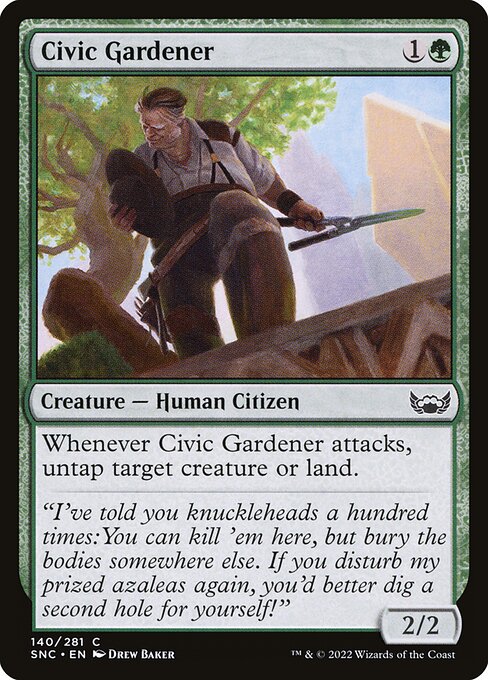 Civic Gardener 1
Creature — Human Citizen
Whenever Civic Gardener attacks,
untap target creature or land.
“I’ve told you knuckleheads a hundred
times: You can kill ’em here, but bury the
bodies somewhere else. If you disturb my
prized azaleas again, you’d better dig a
second hole for yourself!”
2/2
140/281 C
SNC • EN Drew Baker ™ & © 2022 Wizards of the Coast